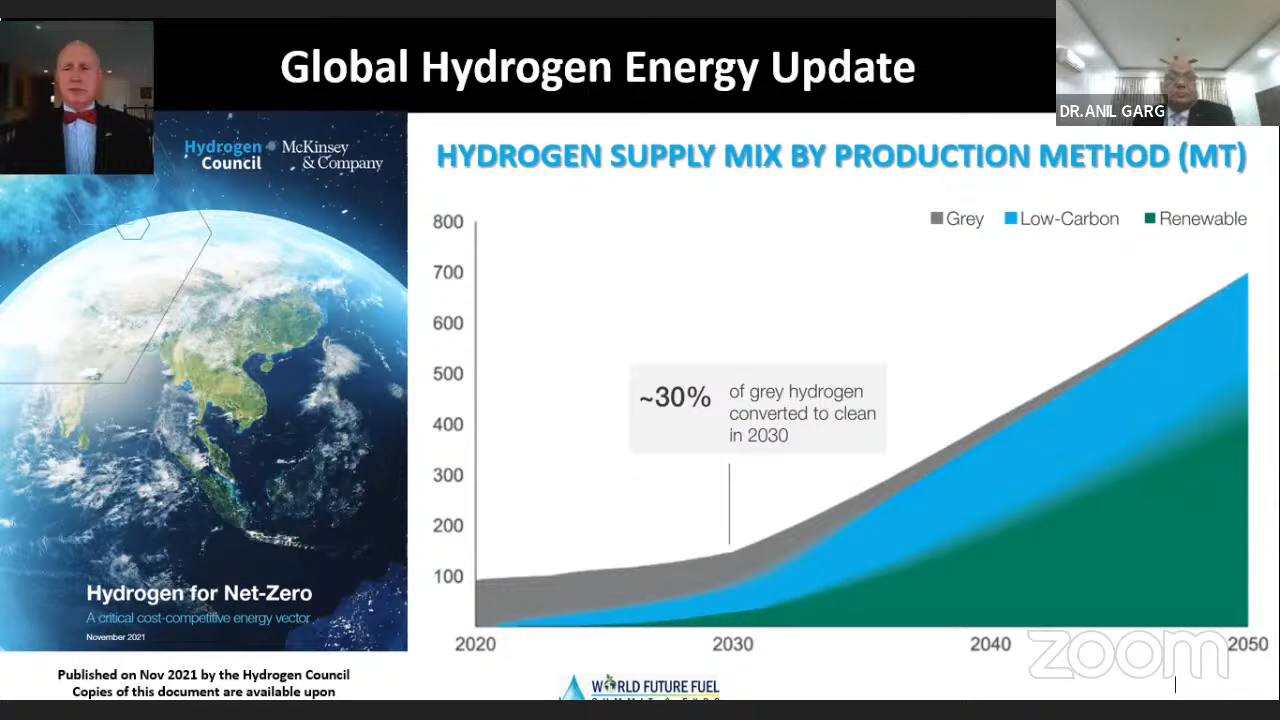 Global Hydrogen Energy Update
DR.ANIL GARG
Hydrogen Council
McKinsey & Company
HYDROGEN SUPPLY MIX BY PRODUCTION METHOD (MT)
Grey Low-Carbon Renewable
800
700
600
500
400
300
200
100
~30%
of grey hydrogen
converted to clean
in 2030
2020 2030 2040 2050
Hydrogen for Net-Zero
A critical cost-competitive energy vector
November 2021
Published on Nov 2021 by the Hydrogen Council
Copies of this document are available upon
WORLD FUTURE FUEL
zoom